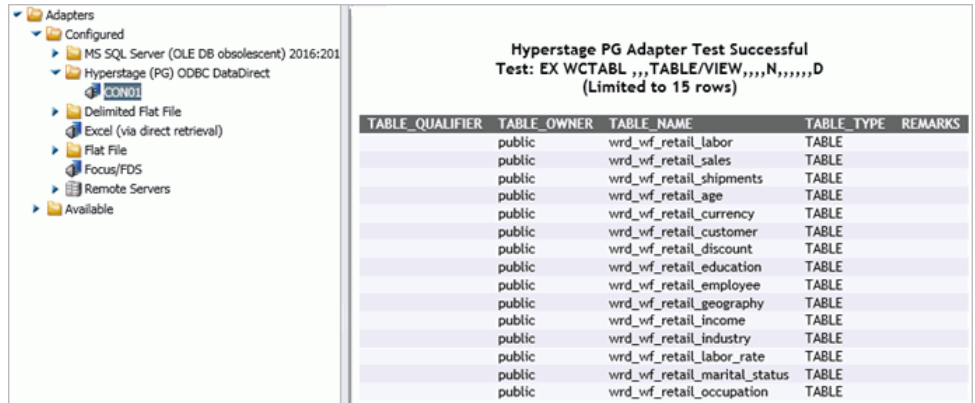 Adapters
Configured
MS SQL Server (OLE DB obsolescent) 2016:201
Hyperstage (PG) ODBC DataDirect
CON01
Delimited Flat File
Excel (via direct retrieval)
Flat File
Focus/FDS
Remote Servers
Available
Hyperstage PG Adapter Test Successful
Test: EX WCTABL ,,,TABLE/VIEW,,,,N,,,,,,D
(Limited to 15 rows)
TABLE_QUALIFIER TABLE_OWNER TABLE_NAME TABLE_TYPE REMARKS
public wrd_wf_retail_labor TABLE
public wrd_wf_retail_sales TABLE
public wrd_wf_retail_shipments TABLE
public wrd_wf_retail_age TABLE
public wrd_wf_retail_currency TABLE
public wrd_wf_retail_customer TABLE
public wrd_wf_retail_discount TABLE
public wrd_wf_retail_education TABLE
public wrd_wf_retail_employee TABLE
public wrd_wf_retail_geography TABLE
public wrd_wf_retail_income TABLE
public wrd_wf_retail_industry TABLE
public wrd_wf_retail_labor_rate TABLE
public wrd_wf_retail_marital_status TABLE
public wrd_wf_retail_occupation TABLE